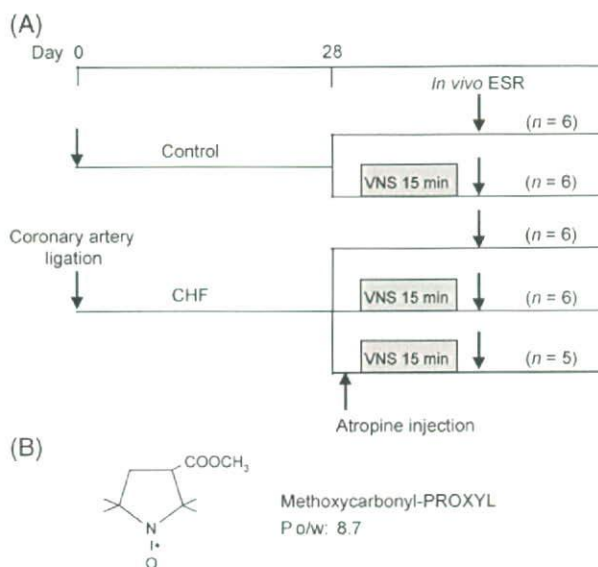 (A)
Day 0 28
In vivo ESR
(n = 6)
Control
VNS 15 min
(n = 6)
(n = 6)
Coronary artery
ligation
CHF
VNS 15 min
(n = 6)
VNS 15 min
(n = 5)
Atropine injection
(B)
COOCH3
N
O
Methoxycarbonyl-PROXYL
P o/w: 8.7